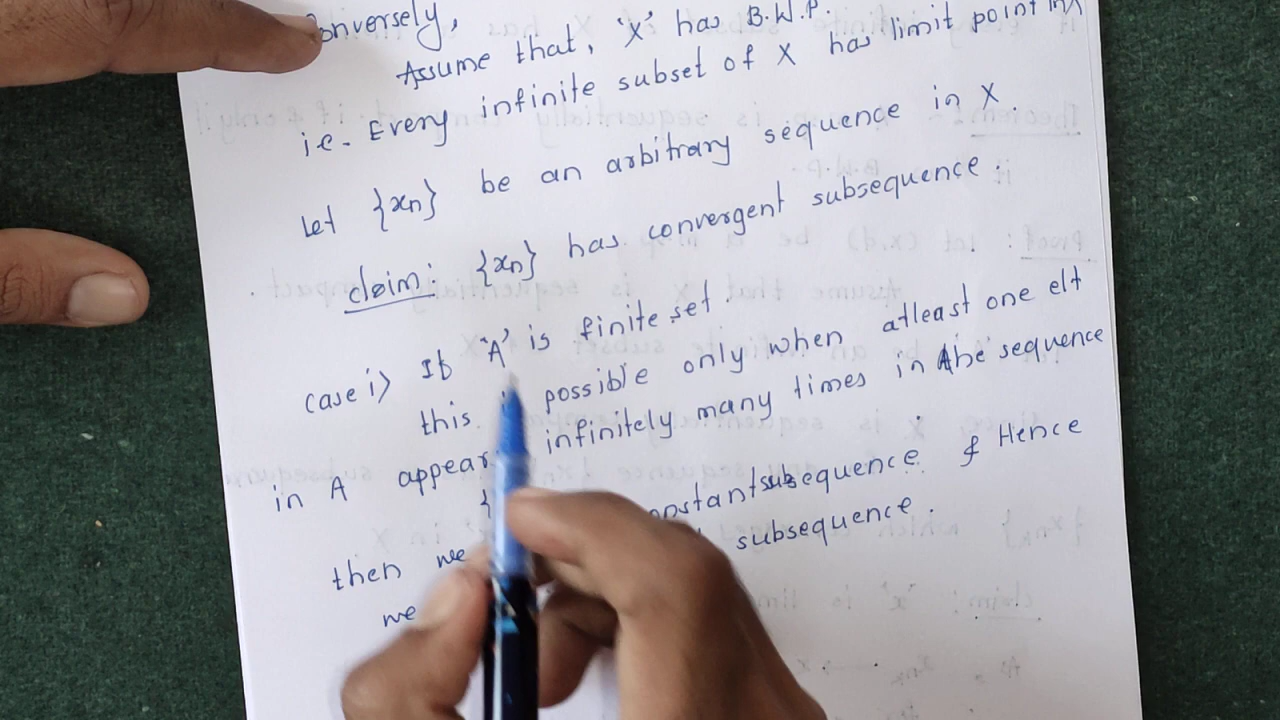 onversely,
Assume that, 'X' has B.W.P.
ie. Every infinite subset of X has limit point in X
Let {xn} be an arbitrary sequence in X.
claim: {xn} has convergent subsequence.
case i) If 'A' is finite set.
this possible only when atleast one elt
in A appear infinitely many times in the sequence
{ onstant subsequence & Hence
then we subsequence.
we